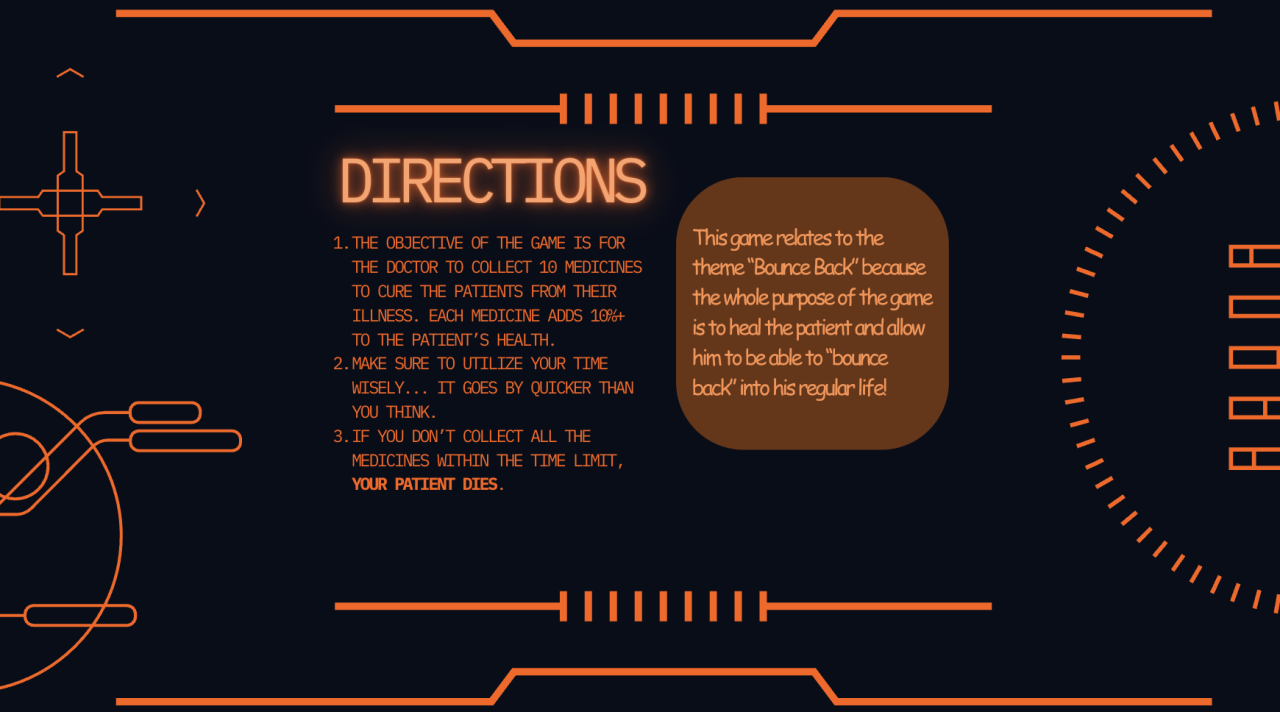 DIRECTIONS
1. THE OBJECTIVE OF THE GAME IS FOR
THE DOCTOR TO COLLECT 10 MEDICINES
TO CURE THE PATIENTS FROM THEIR
ILLNESS. EACH MEDICINE ADDS 10%+
TO THE PATIENT'S HEALTH.
2. MAKE SURE TO UTILIZE YOUR TIME
WISELY... IT GOES BY QUICKER THAN
YOU THINK.
3. IF YOU DON'T COLLECT ALL THE
MEDICINES WITHIN THE TIME LIMIT,
YOUR PATIENT DIES.
This game relates to the
theme “Bounce Back” because
the whole purpose of the game
is to heal the patient and allow
him to be able to “bounce
back” into his regular life!